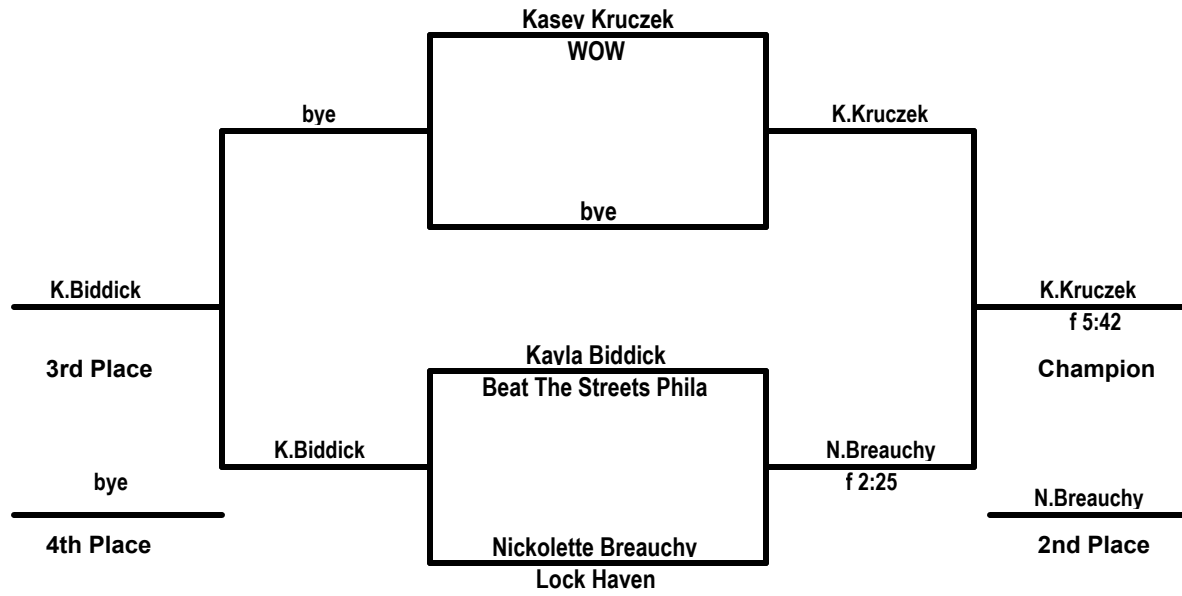 Kasey Kruczek
WOW
bye
K.Kruczek
bye
K.Biddick
K.Kruczek
f 5:42
3rd Place
Kayla Biddick
Champion
Beat The Streets Phila
K.Biddick
N.Breauchy
f 2:25
bye
N.Breauchy
4th Place
Nickolette Breauchy
2nd Place
Lock Haven